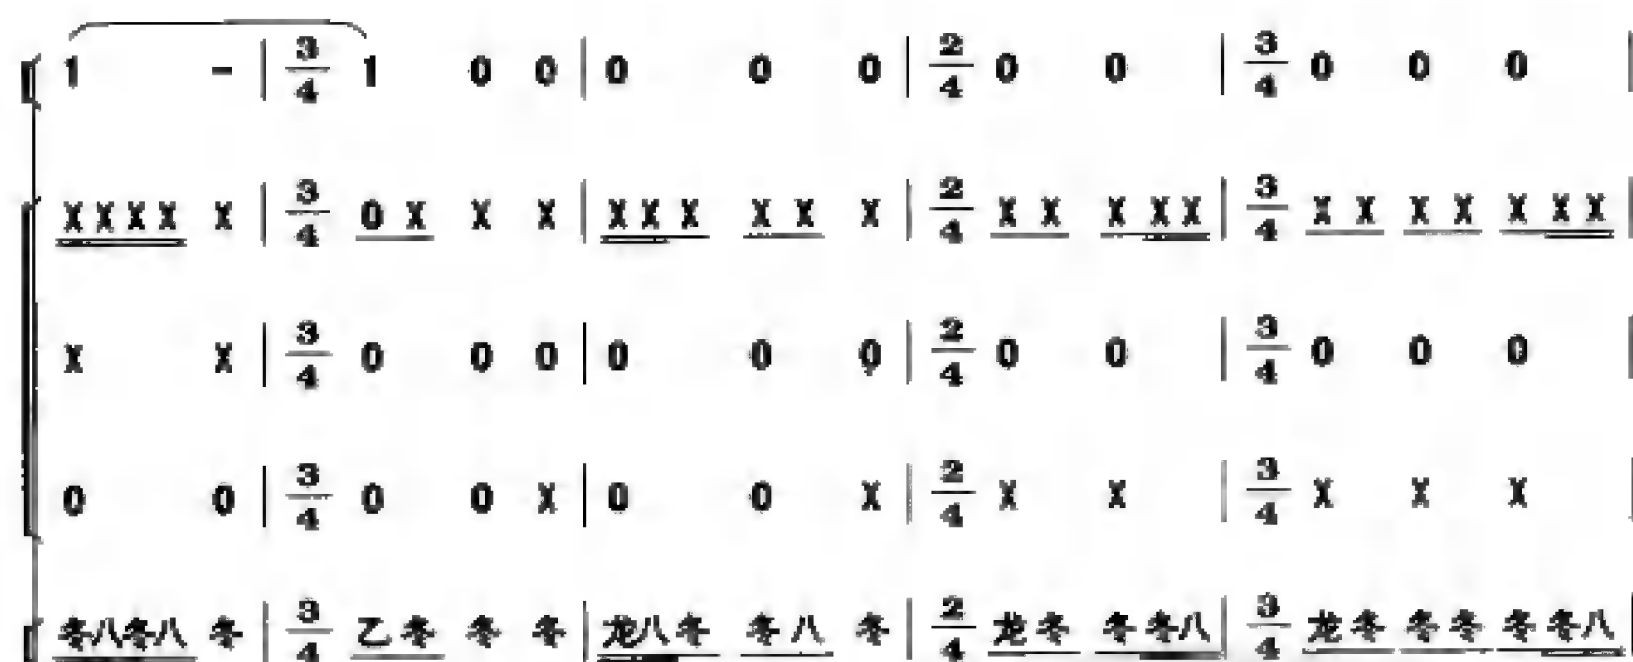 1 - | 3/4 1 0 0 | 0 0 0 | 2/4 0 0 | 3/4 0 0 0 |
XXXX X | 3/4 0X X X | XXX XX X | 2/4 XX XXX | 3/4 XX XX XXX |
X X | 3/4 0 0 0 | 0 0 0 | 2/4 0 0 | 3/4 0 0 0 |
0 0 | 3/4 0 0 X | 0 0 X | 2/4 X X | 3/4 X X X |
冬八冬八 冬 | 3/4 乙冬 冬 冬 | 龙八冬 冬八 冬 | 2/4 龙冬 冬冬八 | 3/4 龙冬 冬冬 冬冬八 |